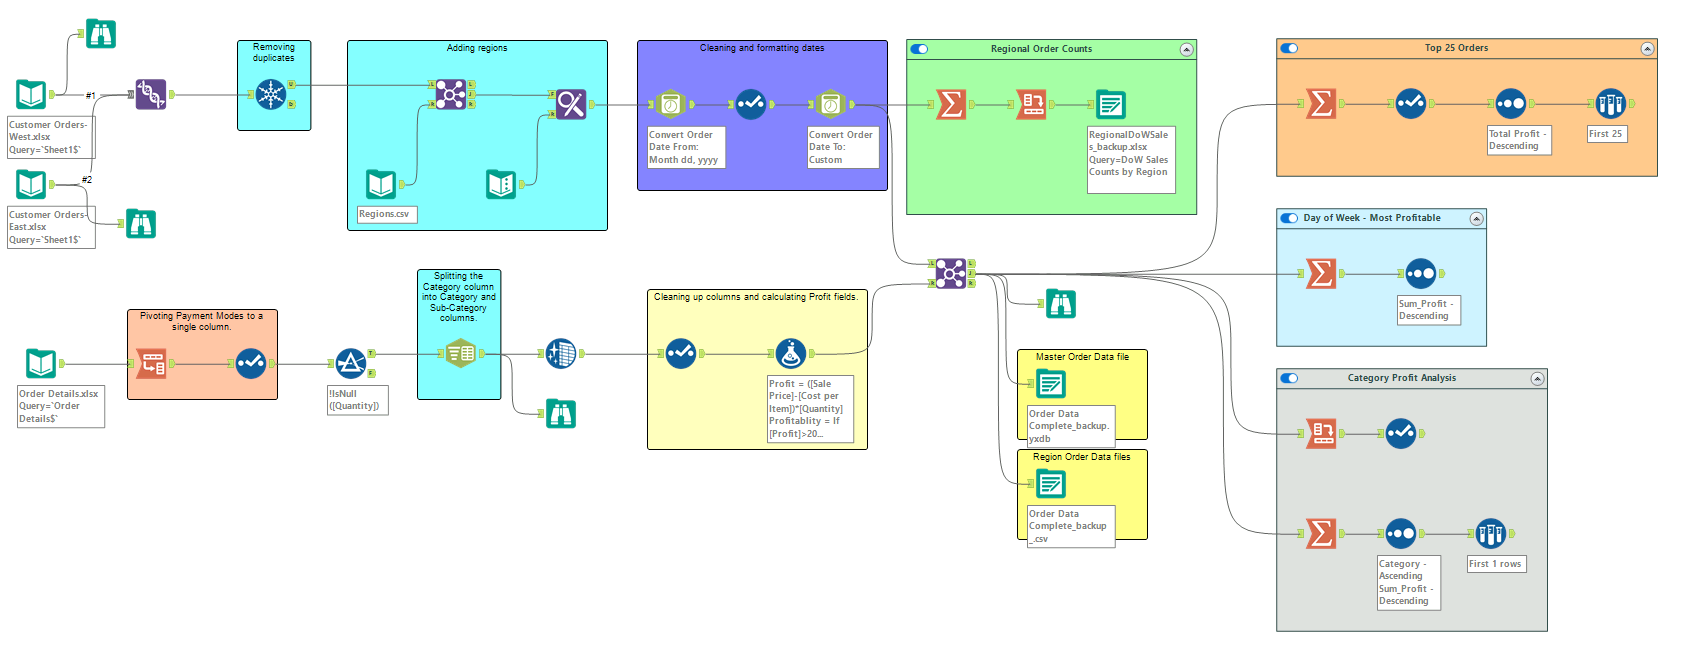 #1
Customer Orders-
West.xlsx
Query=`Sheet1$`
#2
Customer Orders-
East.xlsx
Query=`Sheet1$`
Removing
duplicates
U
D
Adding regions
L
R
L
J
R
F
R
Regions.csv
Cleaning and formatting dates
Convert Order
Date From:
Month dd, yyyy
Convert Order
Date To:
Custom
Regional Order Counts
RegionalDoWSale
s_backup.xlsx
Query=DoW Sales
Counts by Region
Top 25 Orders
Total Profit -
Descending
First 25
Day of Week - Most Profitable
Sum_Profit -
Descending
L
R
L
J
R
Order Details.xlsx
Query=`Order
Details$`
Pivoting Payment Modes to a
single column.
T
F
!IsNull
([Quantity])
Splitting the
Category column
into Category and
Sub-Category
columns.
Cleaning up columns and calculating Profit fields.
Profit = ([Sale
Price]-[Cost per
Item])*[Quantity]
Profitablity = If
[Profit]>20...
Master Order Data file
Order Data
Complete_backup.
yxdb
Region Order Data files
Order Data
Complete_backup
_.csv
Category Profit Analysis
Category -
Ascending
Sum_Profit -
Descending
First 1 rows